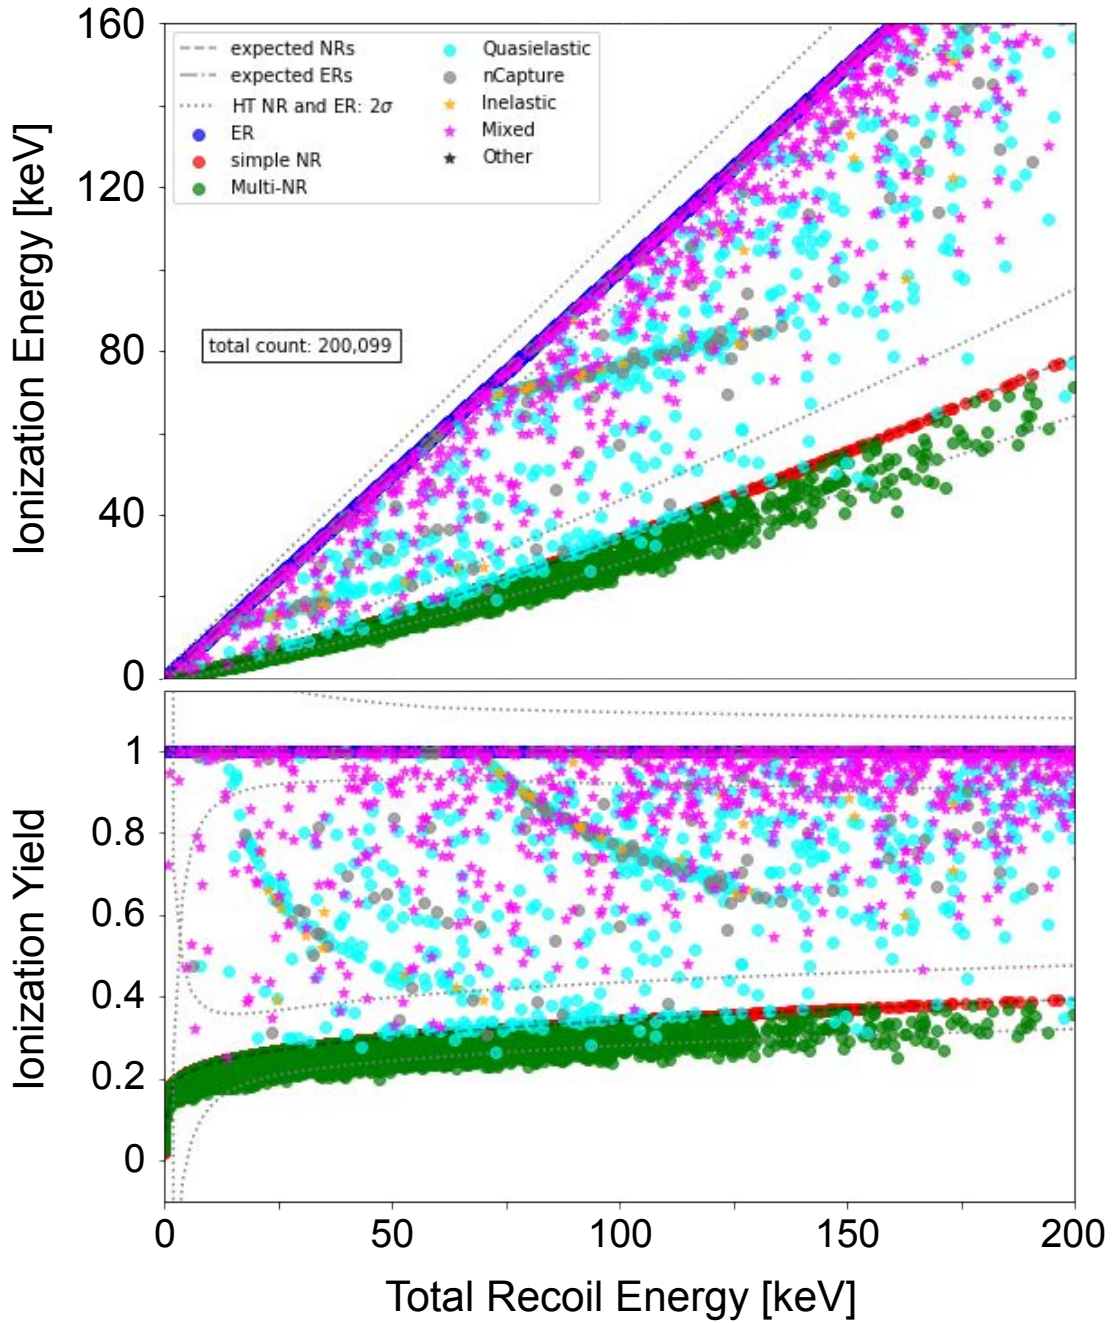 160
120
80
40
0
Ionization Energy [keV]
expected NRs
expected ERs
HT NR and ER: 2σ
ER
simple NR
Multi-NR
Quasielastic
nCapture
Inelastic
Mixed
Other
total count: 200,099
1
0.8
0.6
0.4
0.2
0
Ionization Yield
0 50 100 150 200
Total Recoil Energy [keV]